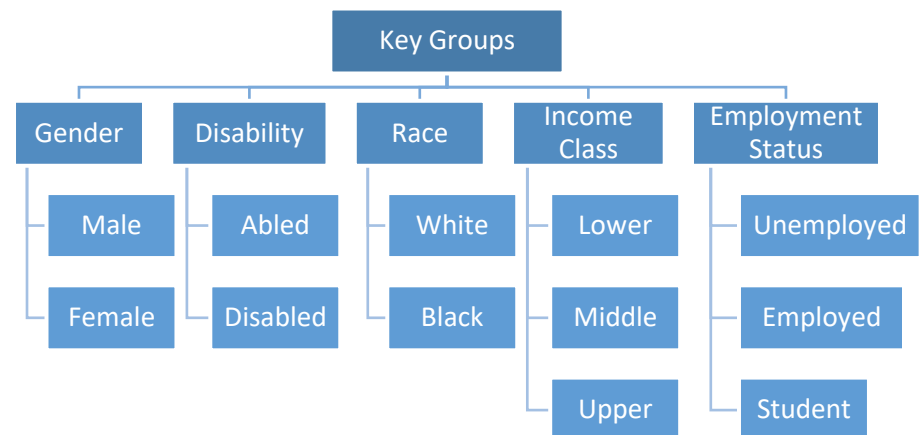 Key Groups
Gender
Disability
Race
Income
Class
Employment
Status
Male
Abled
White
Lower
Unemployed
Female
Disabled
Black
Middle
Employed
Upper
Student